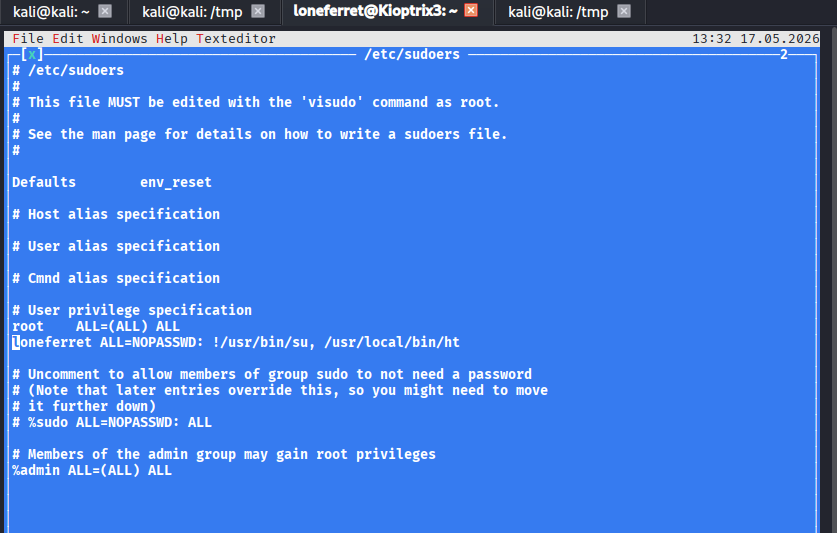 kali@kali: ~ kali@kali: /tmp loneferret@Kioptrix3: ~ kali@kali: /tmp
File Edit Windows Help Texteditor 13:32 17.05.2026
[x] /etc/sudoers 2
# /etc/sudoers
#
# This file MUST be edited with the 'visudo' command as root.
#
# See the man page for details on how to write a sudoers file.
#
Defaults env_reset
# Host alias specification
# User alias specification
# Cmnd alias specification
# User privilege specification
root ALL=(ALL) ALL
loneferret ALL=NOPASSWD: !/usr/bin/su, /usr/local/bin/ht
# Uncomment to allow members of group sudo to not need a password
# (Note that later entries override this, so you might need to move
# it further down)
# %sudo ALL=NOPASSWD: ALL
# Members of the admin group may gain root privileges
%admin ALL=(ALL) ALL